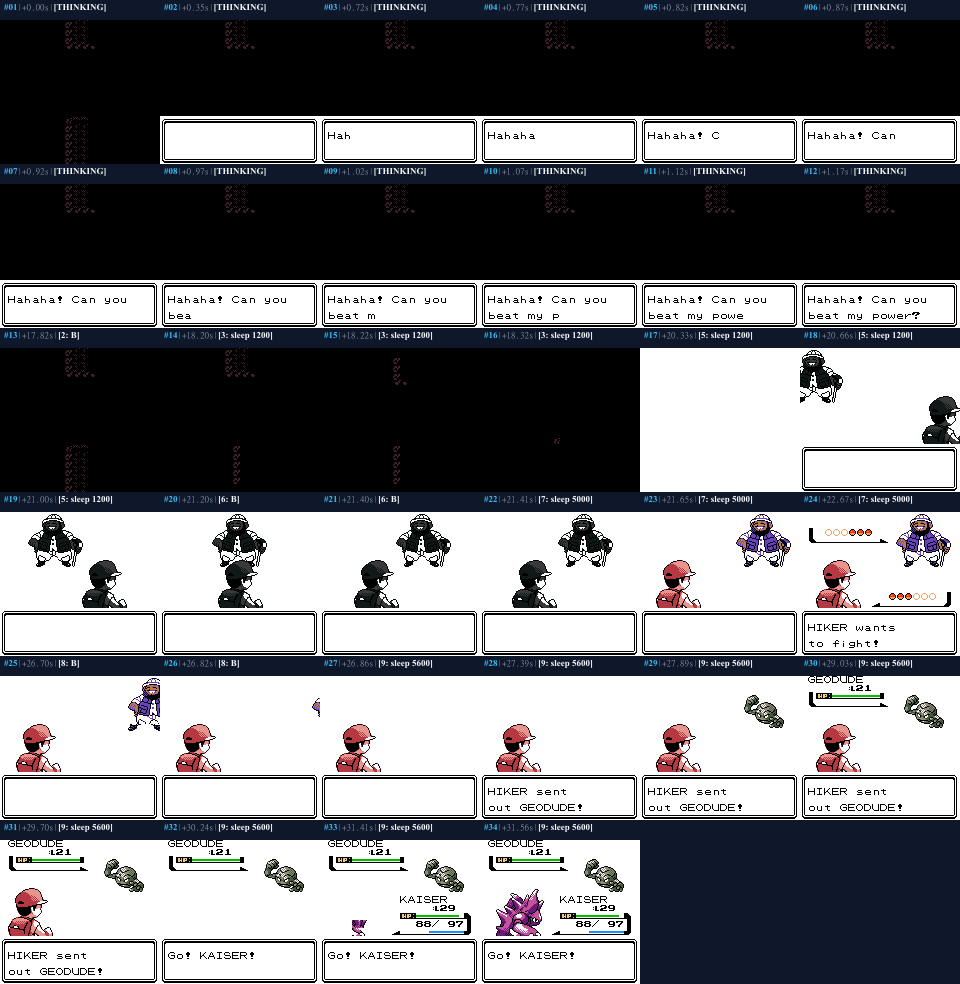 #01|+0.00s|[THINKING]
#02|+0.35s|[THINKING]
#03|+0.72s|[THINKING]
#04|+0.77s|[THINKING]
#05|+0.82s|[THINKING]
#06|+0.87s|[THINKING]
Hah
Hahaha
Hahaha! C
Hahaha! Can
#07|+0.92s|[THINKING]
#08|+0.97s|[THINKING]
#09|+1.02s|[THINKING]
#10|+1.07s|[THINKING]
#11|+1.12s|[THINKING]
#12|+1.17s|[THINKING]
Hahaha! Can you
Hahaha! Can you
bea
Hahaha! Can you
beat m
Hahaha! Can you
beat my p
Hahaha! Can you
beat my powe
Hahaha! Can you
beat my power?
#13|+17.82s|[2: B]
#14|+18.20s|[3: sleep 1200]
#15|+18.22s|[3: sleep 1200]
#16|+18.32s|[3: sleep 1200]
#17|+20.33s|[5: sleep 1200]
#18|+20.66s|[5: sleep 1200]
#19|+21.00s|[5: sleep 1200]
#20|+21.20s|[6: B]
#21|+21.40s|[6: B]
#22|+21.41s|[7: sleep 5000]
#23|+21.65s|[7: sleep 5000]
#24|+22.67s|[7: sleep 5000]
HIKER wants
to fight!
#25|+26.70s|[8: B]
#26|+26.82s|[8: B]
#27|+26.86s|[9: sleep 5600]
#28|+27.39s|[9: sleep 5600]
#29|+27.89s|[9: sleep 5600]
#30|+29.03s|[9: sleep 5600]
HIKER sent
out GEODUDE!
HIKER sent
out GEODUDE!
GEODUDE
:L21
HP:
HIKER sent
out GEODUDE!
#31|+29.70s|[9: sleep 5600]
#32|+30.24s|[9: sleep 5600]
#33|+31.41s|[9: sleep 5600]
#34|+31.56s|[9: sleep 5600]
GEODUDE
:L21
HP:
HIKER sent
out GEODUDE!
GEODUDE
:L21
HP:
Go! KAISER!
GEODUDE
:L21
HP:
KAISER
:L29
HP:
88/ 97
Go! KAISER!
GEODUDE
:L21
HP:
KAISER
:L29
HP:
88/ 97
Go! KAISER!